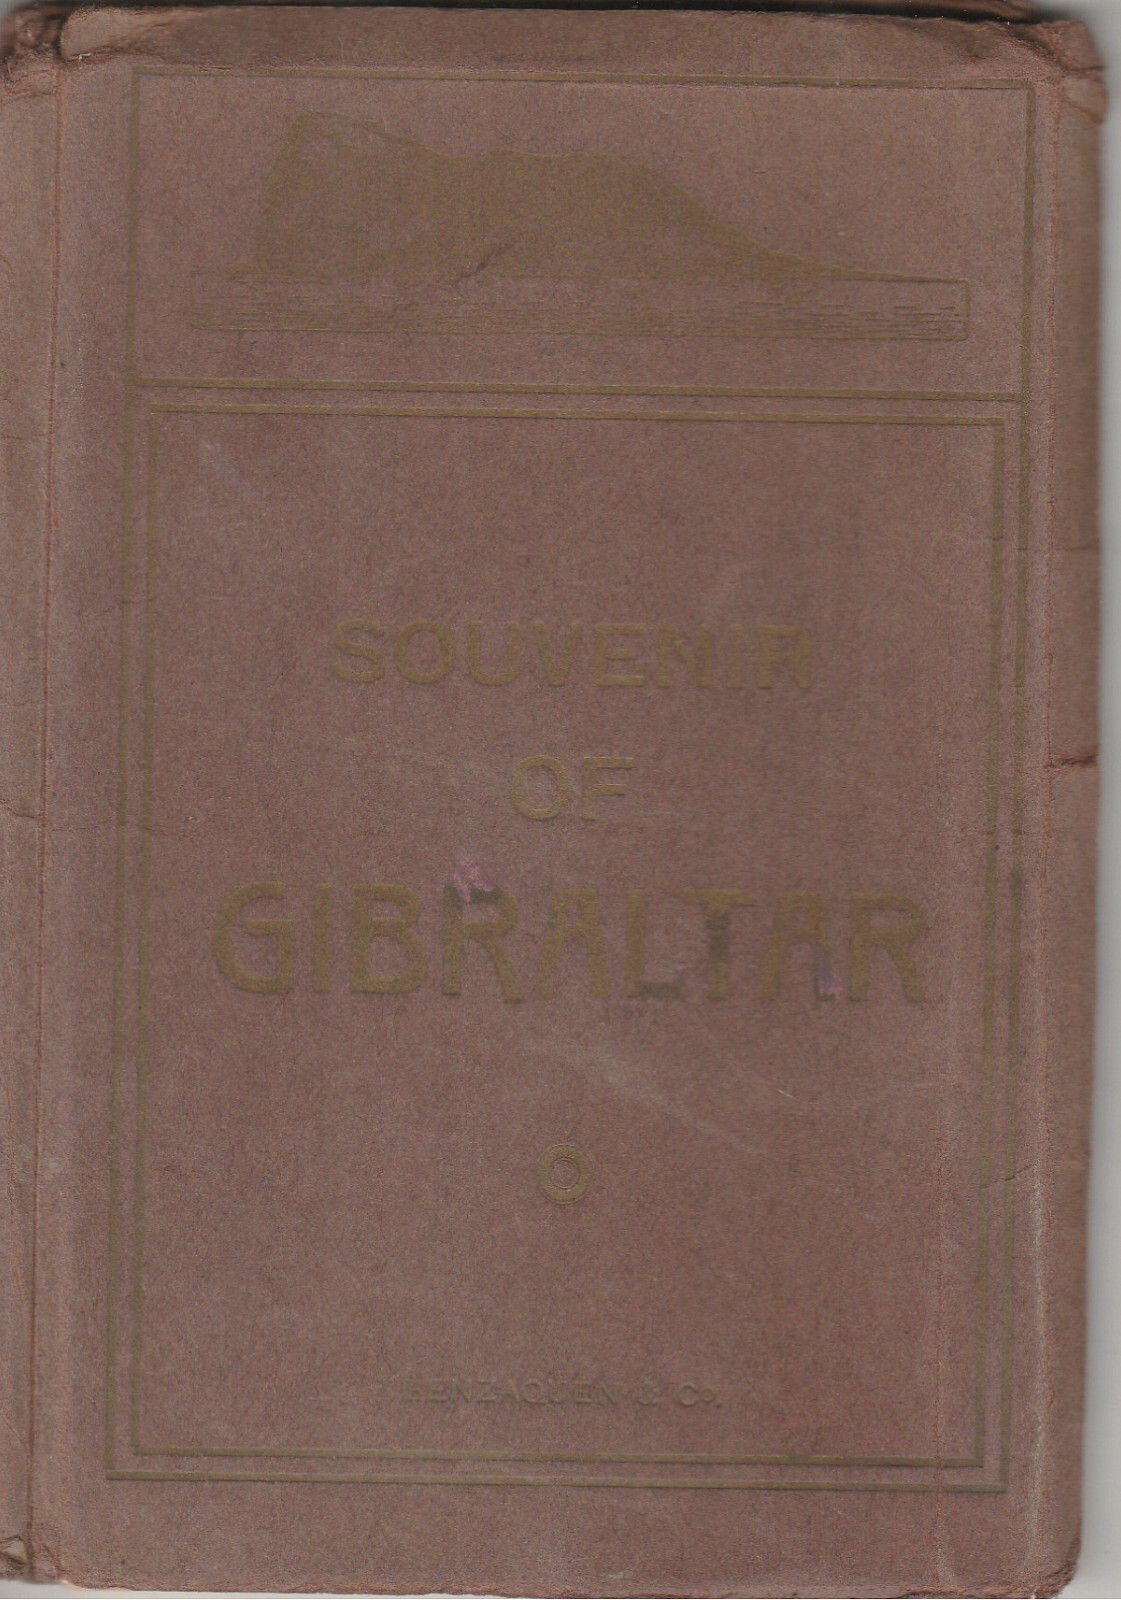 SOUVENIR
OF
GIBRALTAR
BENZAQUEN & Co.